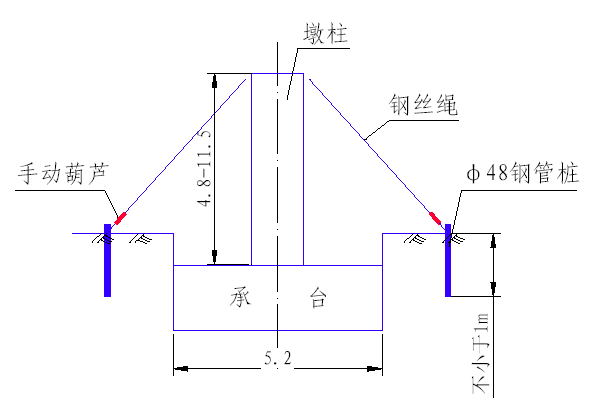 墩柱
钢丝绳
手动葫芦
φ48钢管桩
4.8-11.5
承 台
5.2
不小于1m